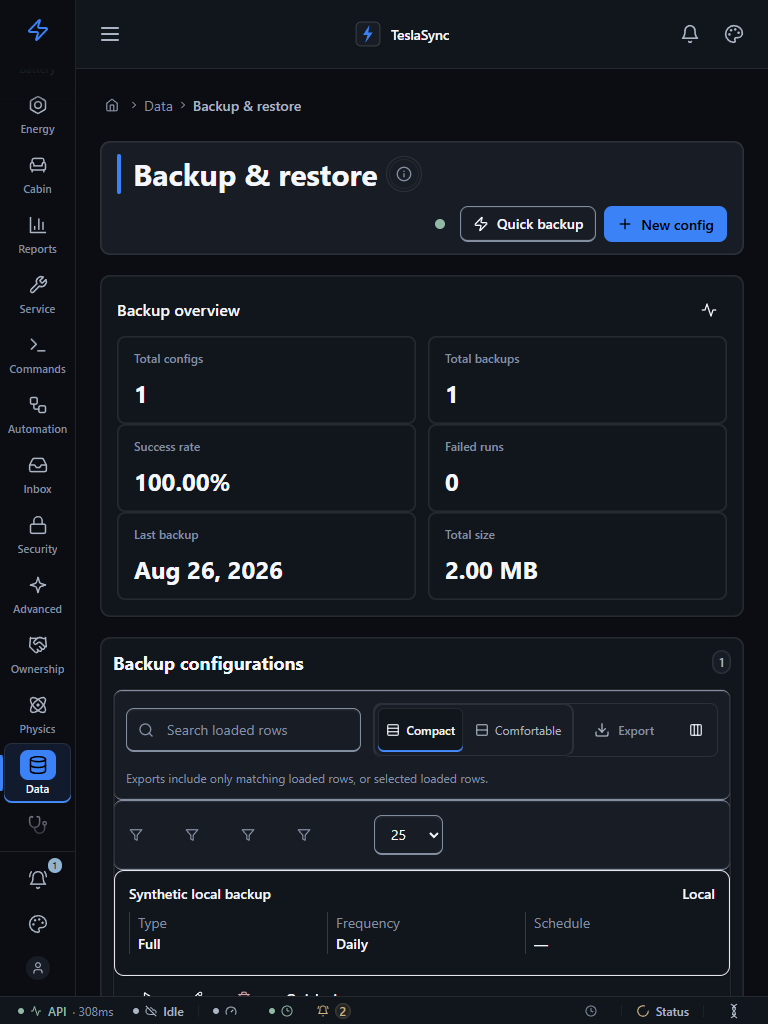 TeslaSync
Energy
Cabin
Reports
Service
Commands
Automation
Inbox
Security
Advanced
Ownership
Physics
Data
1
Data
Backup & restore
Backup & restore
Quick backup
New config
Backup overview
Total configs
1
Total backups
1
Success rate
100.00%
Failed runs
0
Last backup
Aug 26, 2026
Total size
2.00 MB
Backup configurations
1
Search loaded rows
Compact
Comfortable
Export
Exports include only matching loaded rows, or selected loaded rows.
25
Synthetic local backup
Local
Type
Full
Frequency
Daily
Schedule
—
API · 308ms
Idle
2
Status